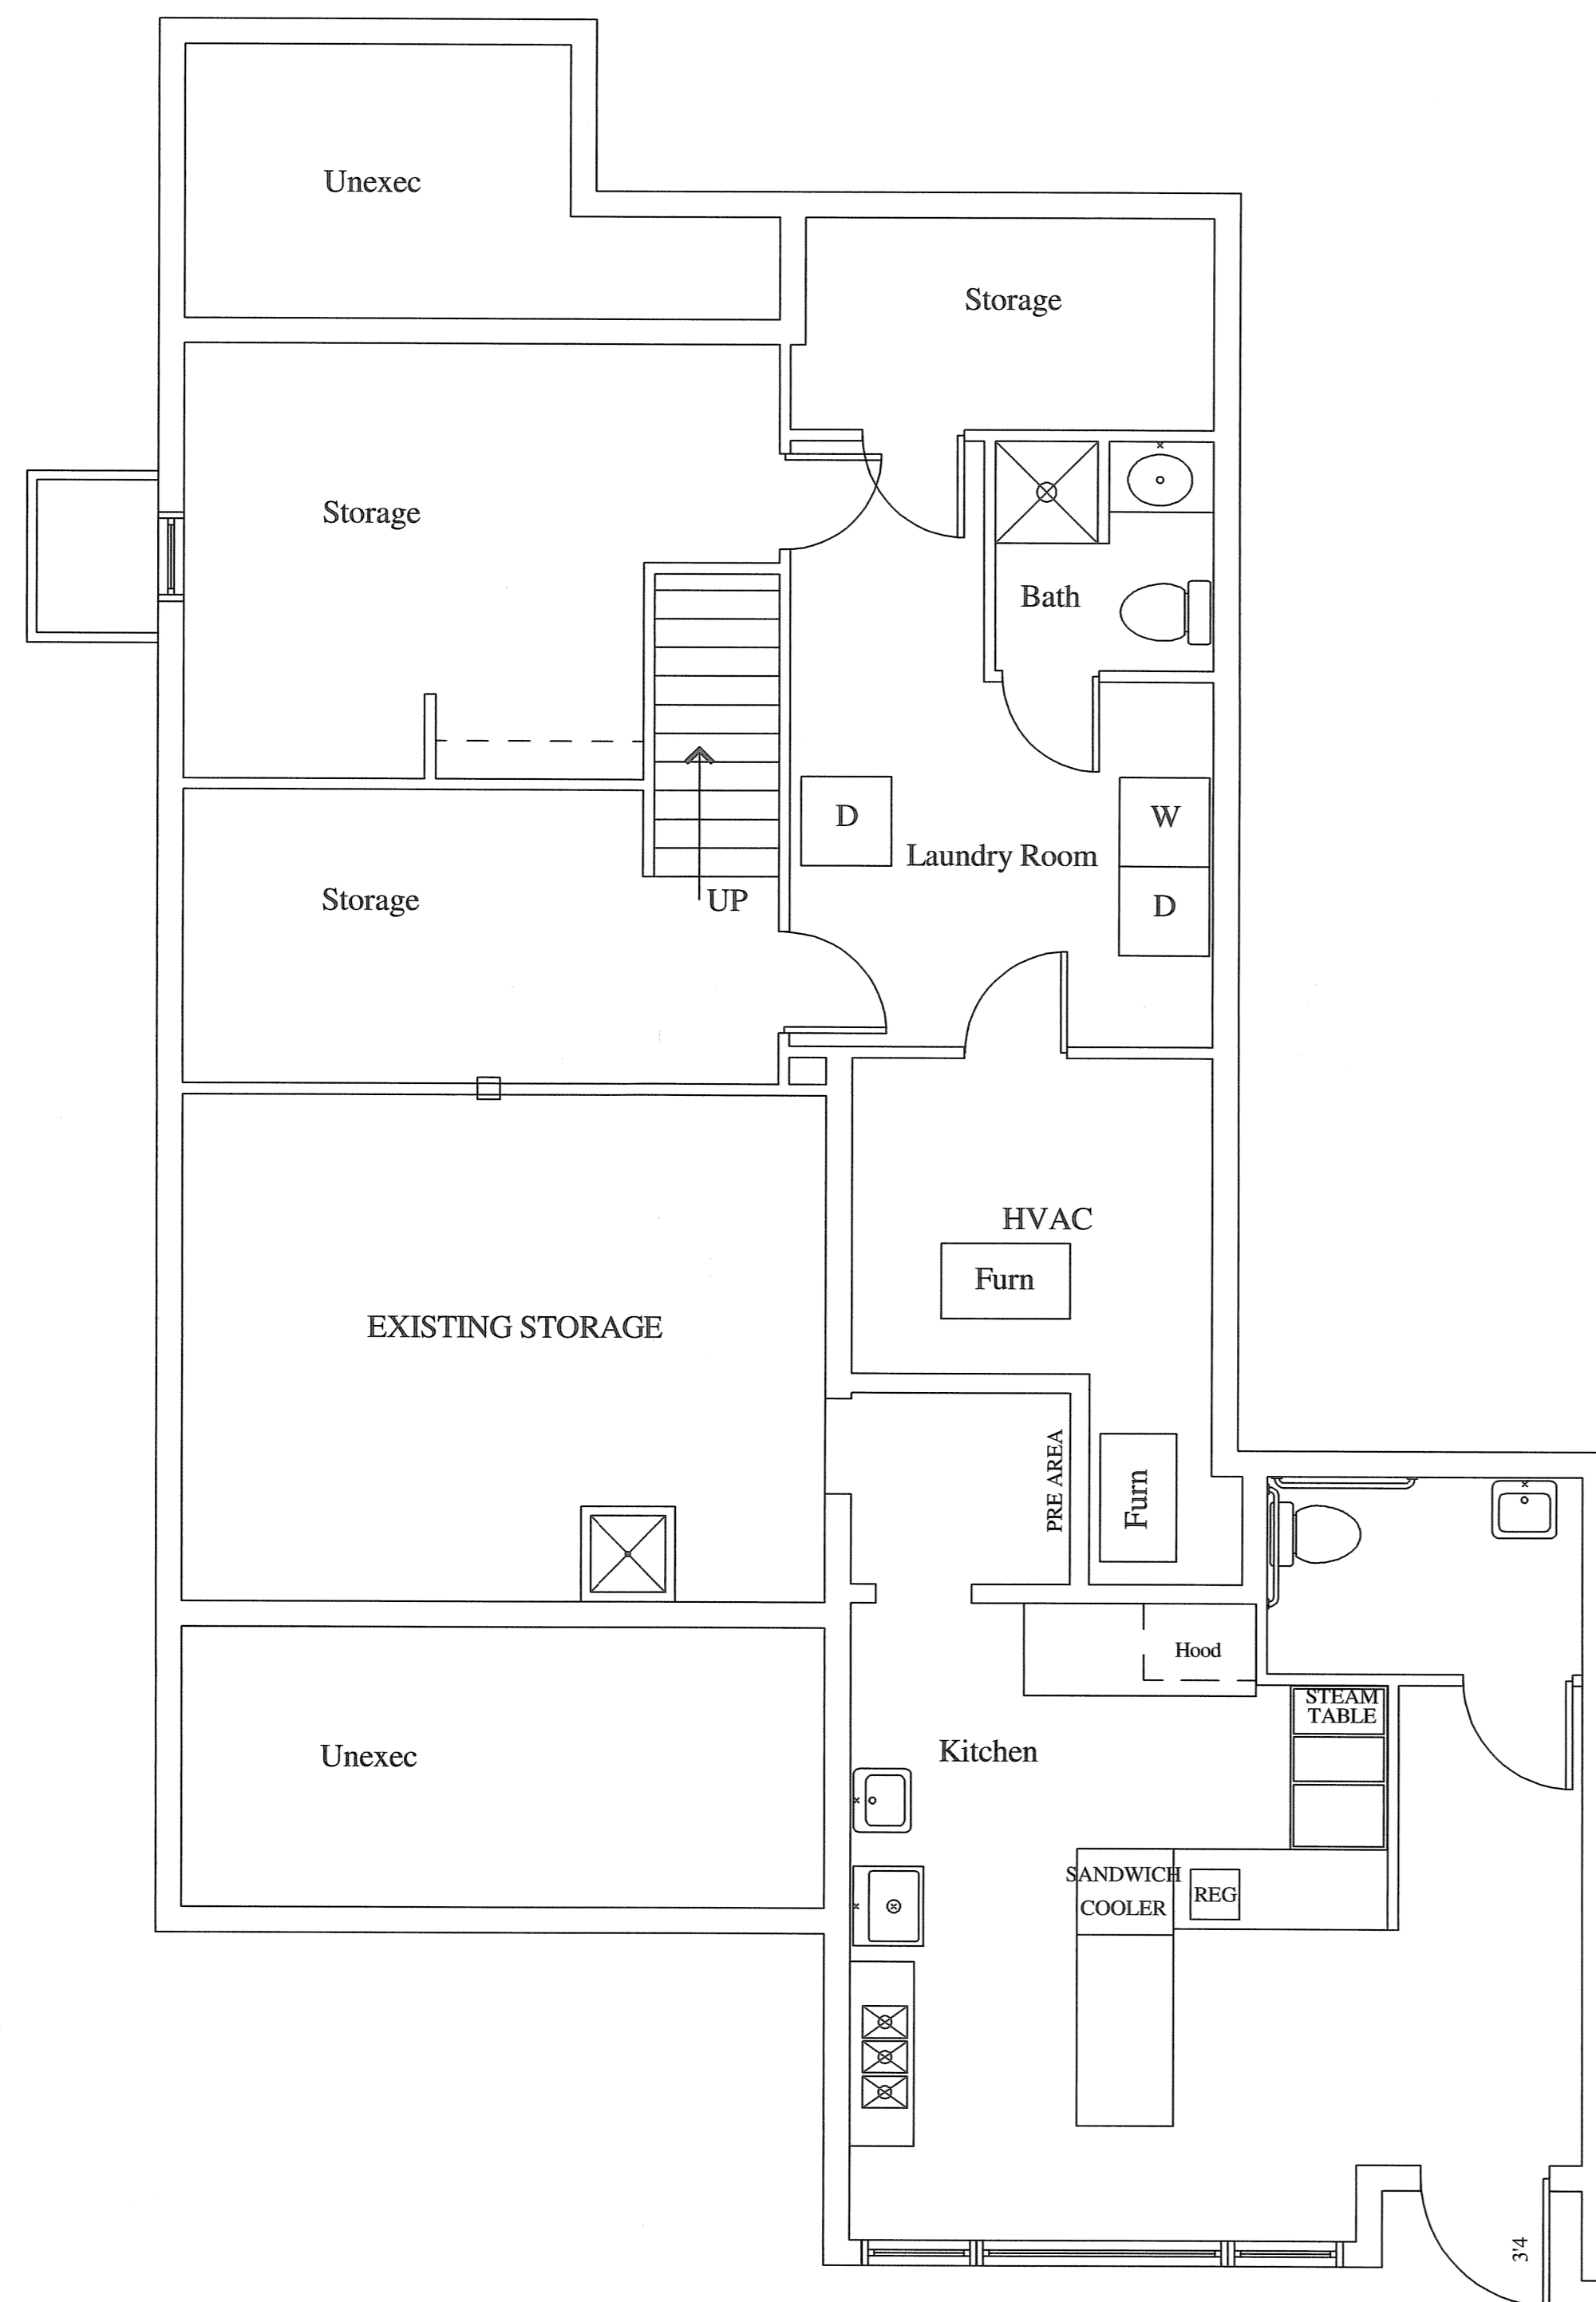 Unexec
Storage
Storage
Bath
D
W
Laundry Room
D
Storage
UP
HVAC
Furn
EXISTING STORAGE
PRE AREA
Furn
Hood
STEAM
TABLE
Kitchen
Unexec
SANDWICH
COOLER
REG
3'4